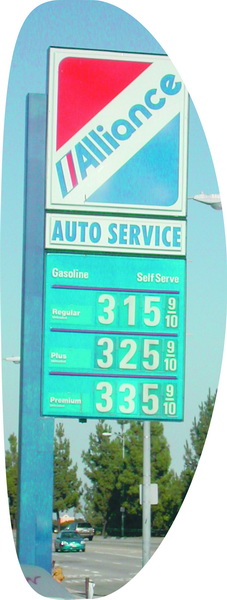 Alliance
AUTO SERVICE
Gasoline Self Serve
Regular 315 9/10
Plus 325 9/10
Premium 335 9/10